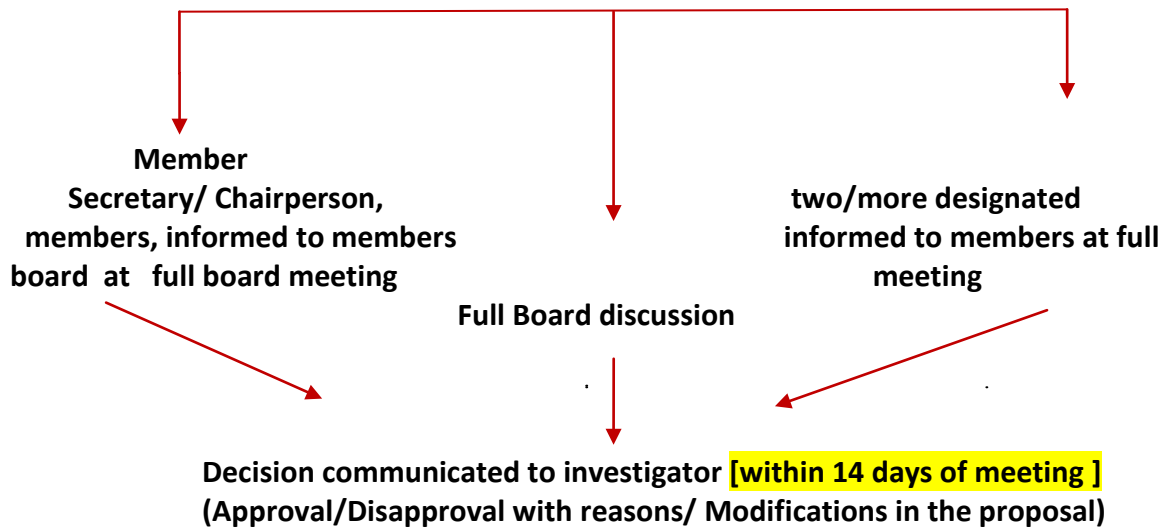 Member
Secretary/ Chairperson,
members, informed to members
board at full board meeting
Full Board discussion
two/more designated
informed to members at full
meeting
Decision communicated to investigator [within 14 days of meeting ]
(Approval/Disapproval with reasons/ Modifications in the proposal)